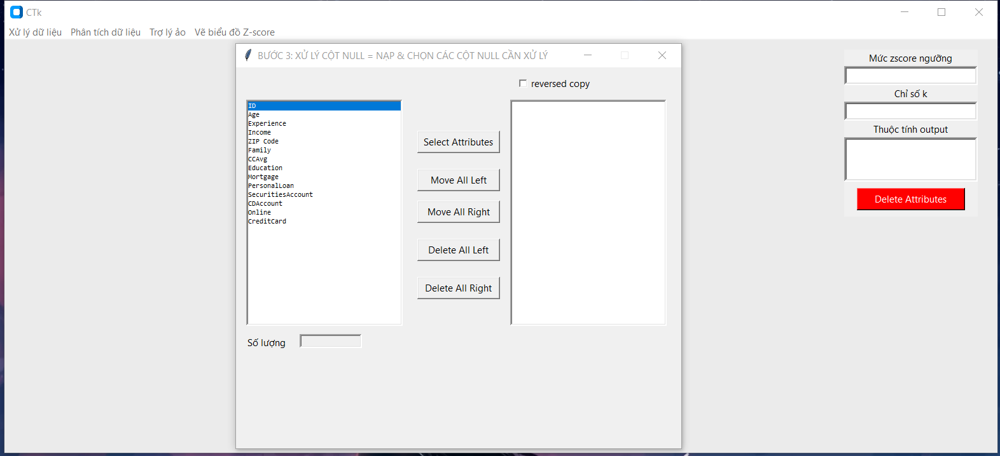 CTk
Xử lý dữ liệu Phân tích dữ liệu Trợ lý ảo Vẽ biểu đồ Z-score
BƯỚC 3: XỬ LÝ CỘT NULL = NẠP & CHỌN CÁC CỘT NULL CẦN XỬ LÝ
reversed copy
ID
Age
Experience
Income
ZIP Code
Family
CCAvg
Education
Mortgage
PersonalLoan
SecuritiesAccount
CDAccount
Online
CreditCard
Select Attributes
Move All Left
Move All Right
Delete All Left
Delete All Right
Số lượng
Mức zscore ngưỡng
Chỉ số k
Thuộc tính output
Delete Attributes